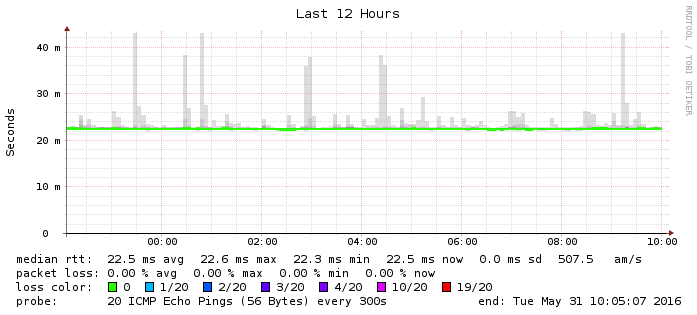 Last 12 Hours
RRDTOOL / TOBI OETIKER
Seconds
40 m
30 m
20 m
10 m
0
00:00 02:00 04:00 06:00 08:00 10:00
median rtt: 22.5 ms avg 22.6 ms max 22.3 ms min 22.5 ms now 0.0 ms sd 507.5 am/s
packet loss: 0.00 % avg 0.00 % max 0.00 % min 0.00 % now
loss color: 0 1/20 2/20 3/20 4/20 10/20 19/20
probe: 20 ICMP Echo Pings (56 Bytes) every 300s end: Tue May 31 10:05:07 2016